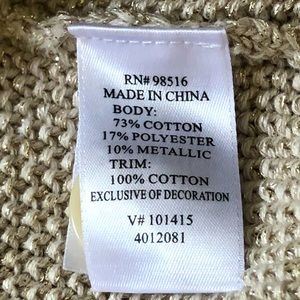 RN# 98516
MADE IN CHINA
BODY:
73% COTTON
17% POLYESTER
10% METALLIC
TRIM:
100% COTTON
EXCLUSIVE OF DECORATION
V# 101415
4012081